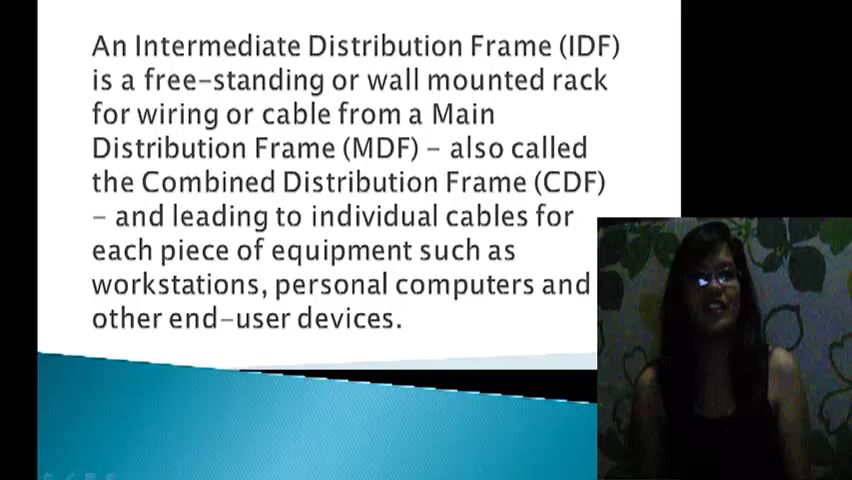 An Intermediate Distribution Frame (IDF)
is a free-standing or wall mounted rack
for wiring or cable from a Main
Distribution Frame (MDF) - also called
the Combined Distribution Frame (CDF)
- and leading to individual cables for
each piece of equipment such as
workstations, personal computers and
other end-user devices.